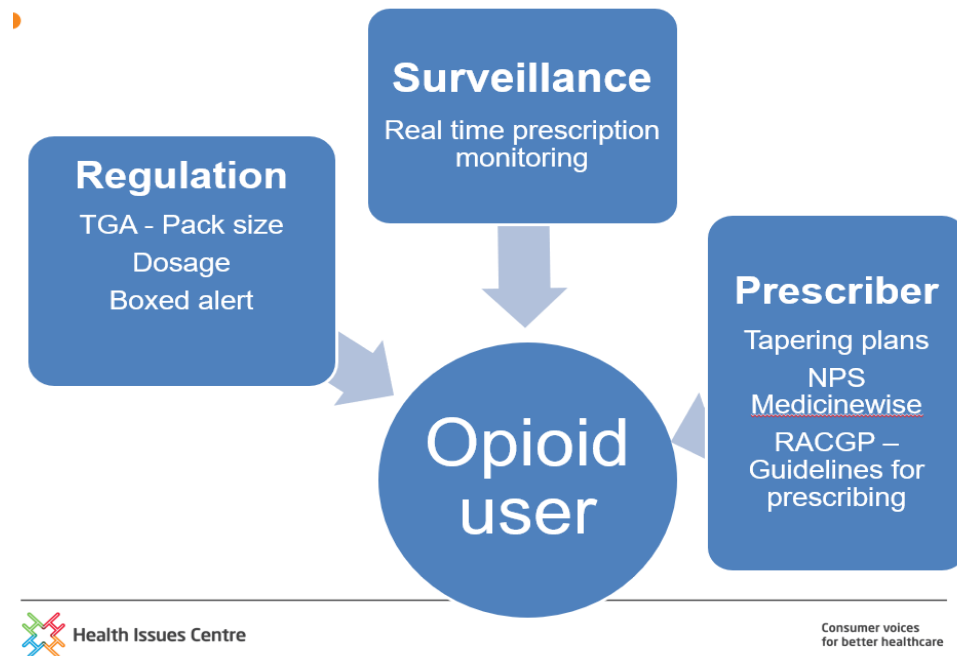 Surveillance
Real time prescription
monitoring
Regulation
TGA - Pack size
Dosage
Boxed alert
Prescriber
Tapering plans
NPS
Medicinewise
RACGP –
Guidelines for
prescribing
Opioid
user
Health Issues Centre
Consumer voices
for better healthcare